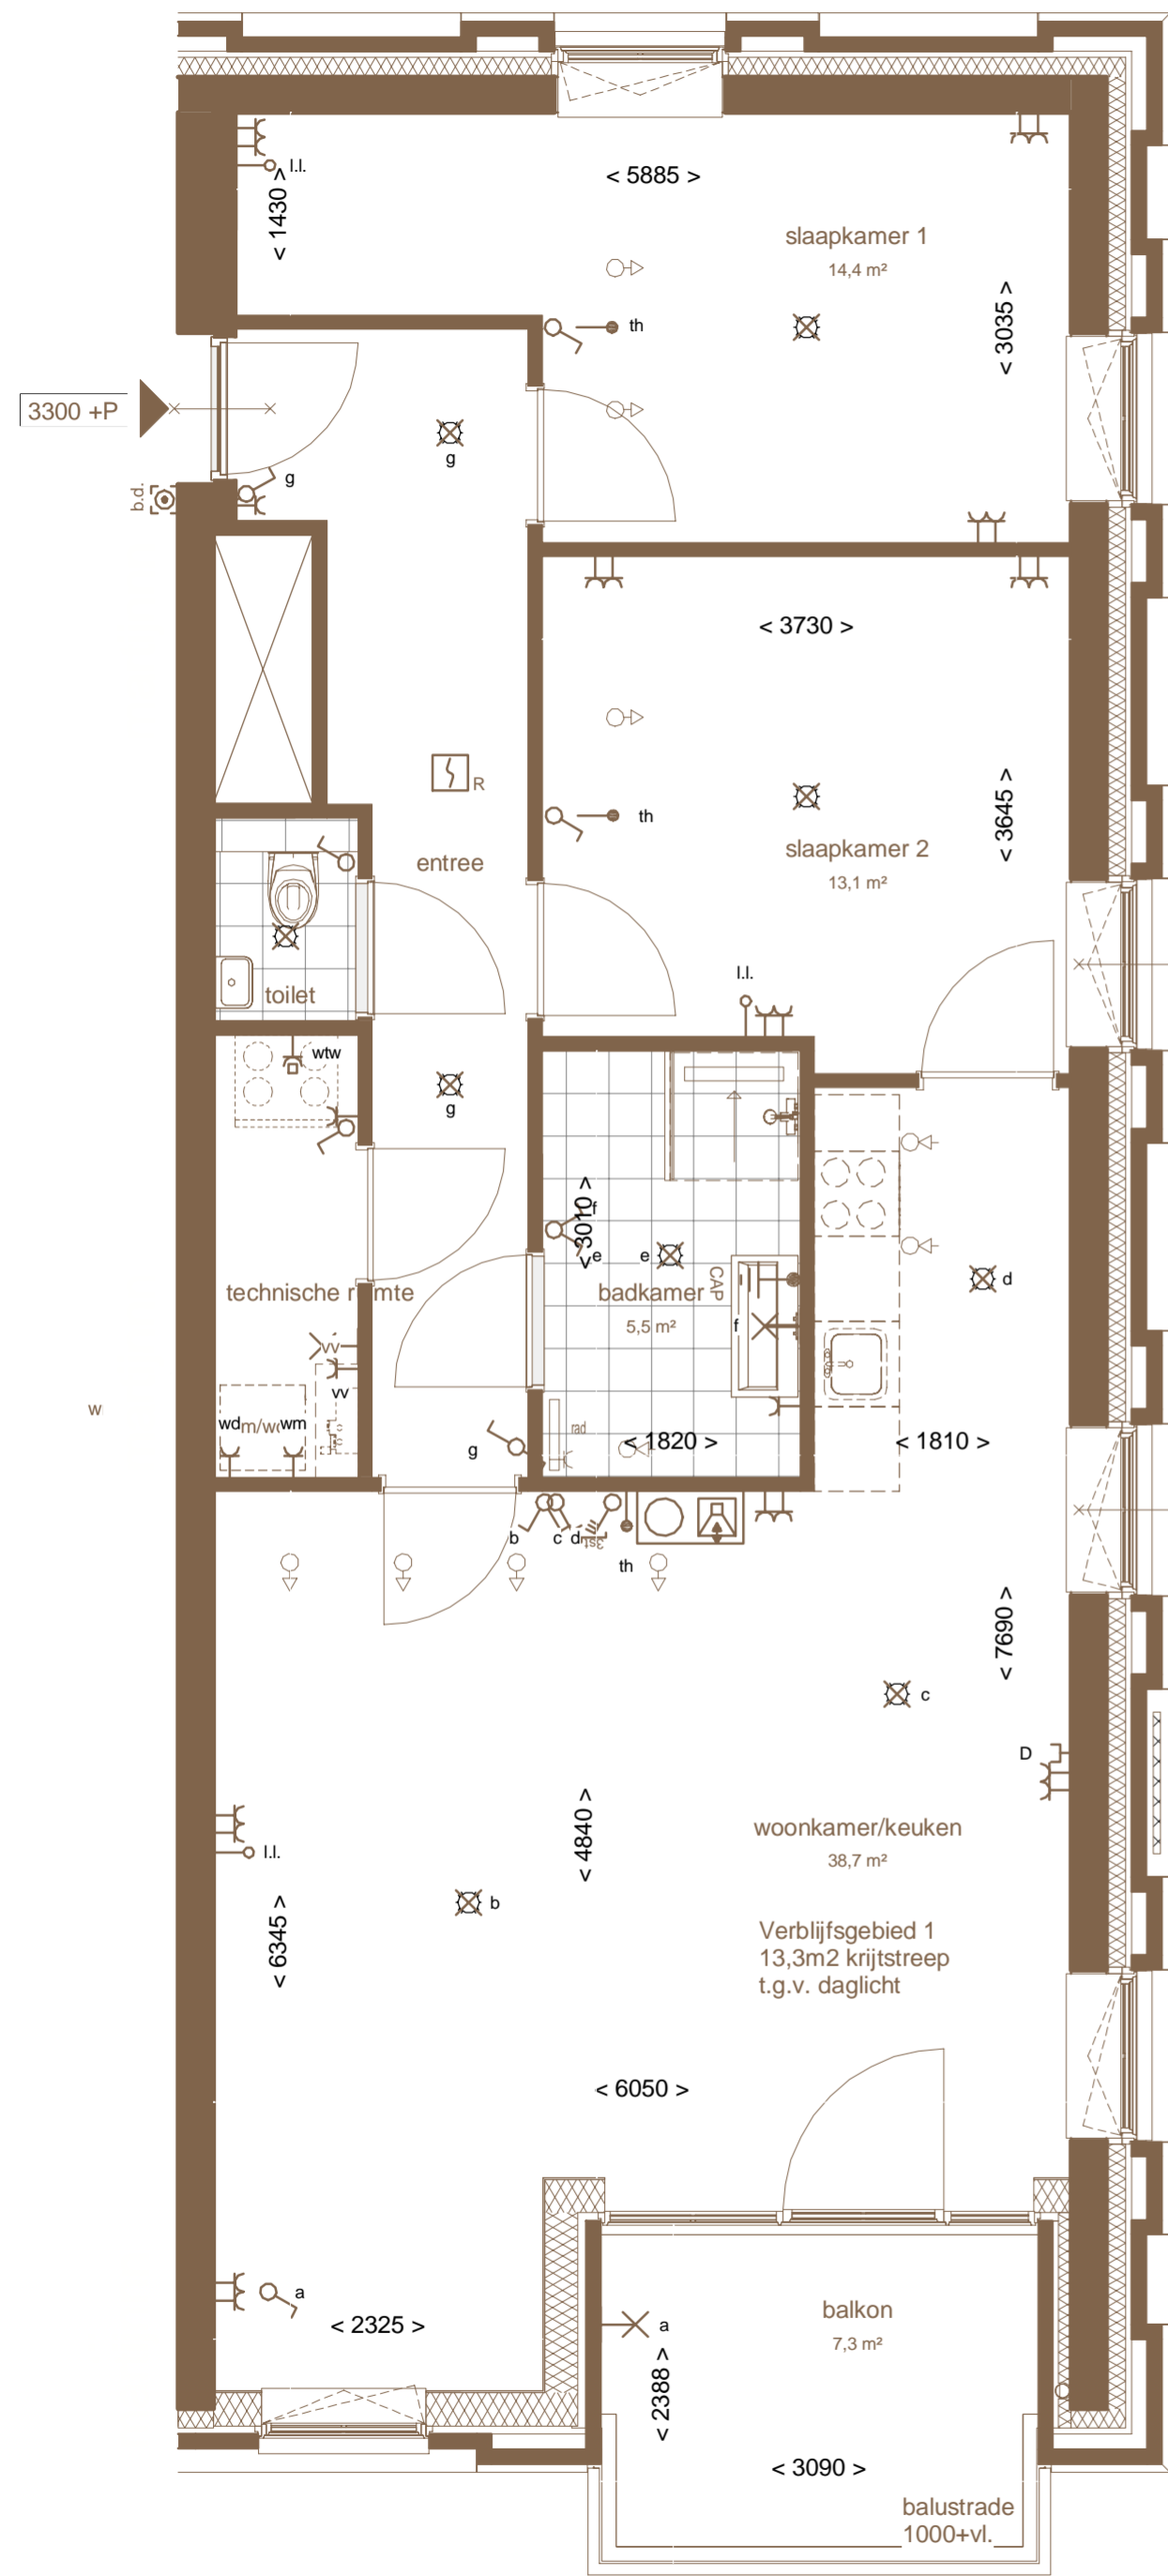 < 5885 >
l.l.
< 1430 >
slaapkamer 1
14,4 m²
< 3035 >
th
3300 +P
g
g
b.d.
< 3730 >
R
th
< 3645 >
entree
slaapkamer 2
13,1 m²
l.l.
toilet
wtw
g
< 3010 >
f
e
e
d
technische
badkamer
CAP
5,5 m²
f
vv
vv
w
wd
wm
rad
g
< 1820 >
< 1810 >
b
c
d
3st
th
< 7690 >
c
D
< 4840 >
woonkamer/keuken
38,7 m²
l.l.
b
< 6345 >
Verblijfsgebied 1
13,3m2 krijtstreep
t.g.v. daglicht
< 6050 >
a
< 2325 >
balkon
7,3 m²
a
< 2388 >
< 3090 >
balustrade
1000+vl.